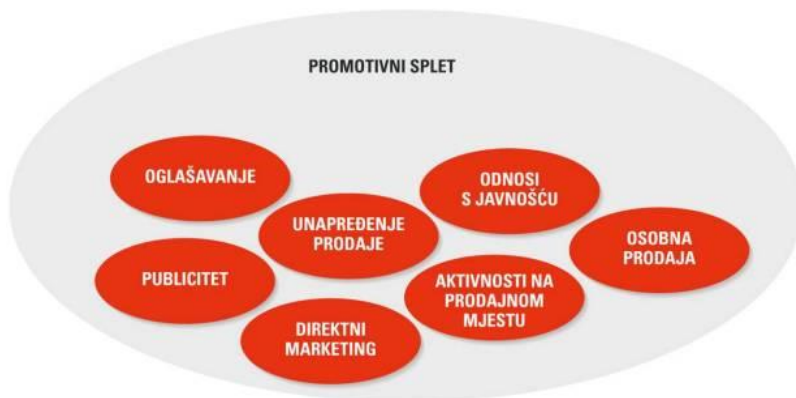 PROMOTIVNI SPLET
OGLAŠAVANJE
ODNOSI
S JAVNOŠĆU
UNAPREĐENJE
PRODAJE
OSOBNA
PRODAJA
PUBLICITET
AKTIVNOSTI NA
PRODAJNOM
MJESTU
DIREKTNI
MARKETING